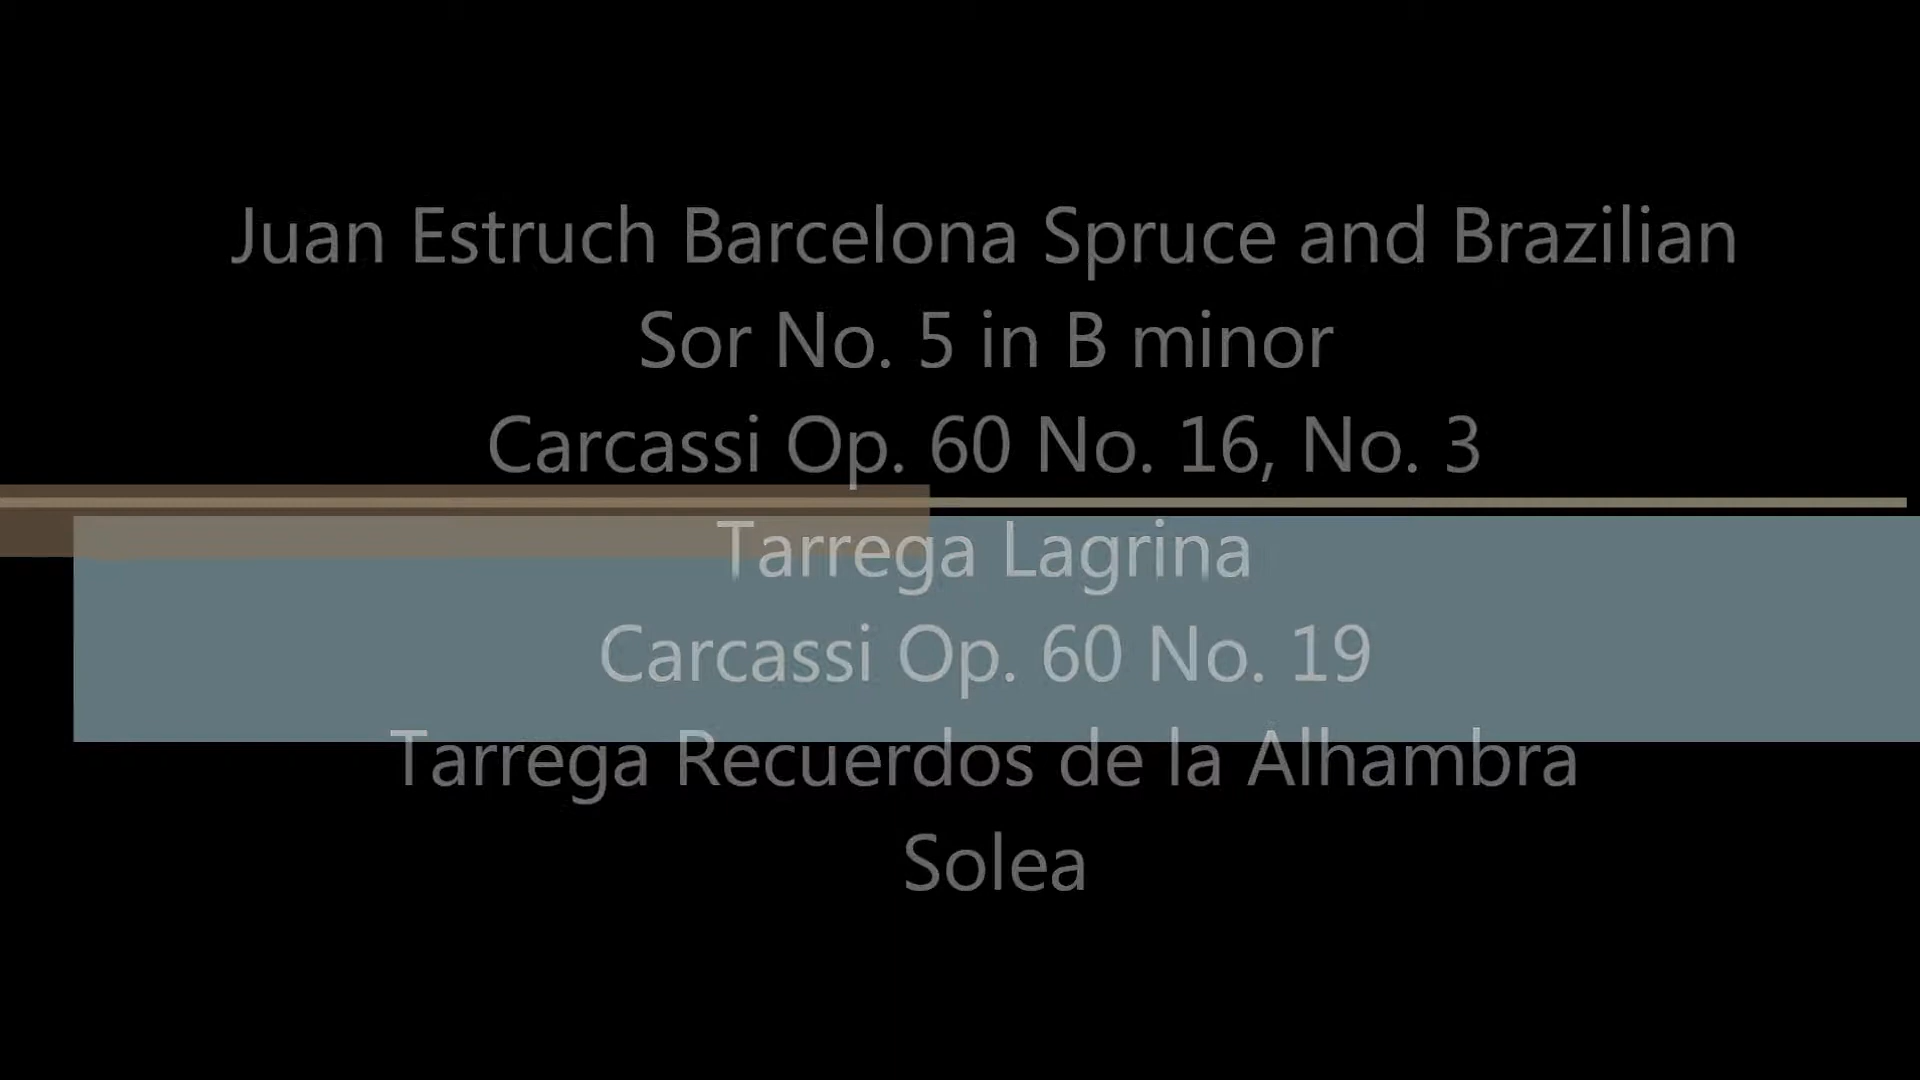 Juan Estruch Barcelona Spruce and Brazilian
Sor No. 5 in B minor
Carcassi Op. 60 No. 16, No. 3
Tarrega Lagrina
Carcassi Op. 60 No. 19
Tarrega Recuerdos de la Alhambra
Solea